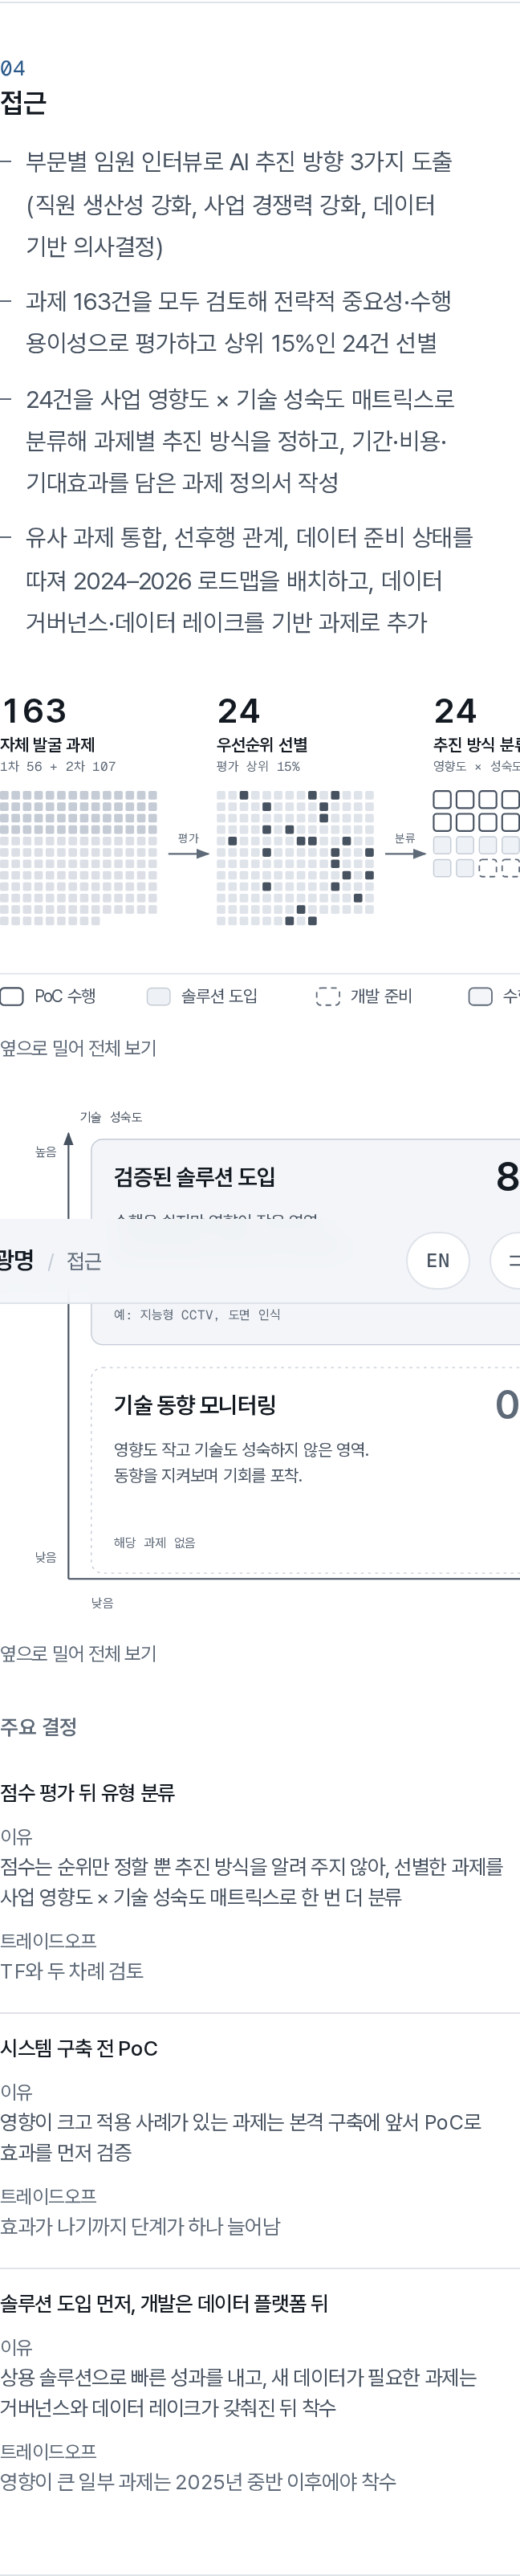 04
접근
부문별 임원 인터뷰로 AI 추진 방향 3가지 도출
(직원 생산성 강화, 사업 경쟁력 강화, 데이터
기반 의사결정)
과제 163건을 모두 검토해 전략적 중요성·수행
용이성으로 평가하고 상위 15%인 24건 선별
24건을 사업 영향도 × 기술 성숙도 매트릭스로
분류해 과제별 추진 방식을 정하고, 기간·비용·
기대효과를 담은 과제 정의서 작성
유사 과제 통합, 선후행 관계, 데이터 준비 상태를
따져 2024–2026 로드맵을 배치하고, 데이터
거버넌스·데이터 레이크를 기반 과제로 추가
163 24 24
자체 발굴 과제 우선순위 선별 추진 방식
1차 56 + 2차 107 평가 상위 15% 영향도 × 성숙도
평가 분류
PoC 수행 솔루션 도입 개발 준비
옆으로 밀어 전체 보기
기술 성숙도
높음
검증된 솔루션 도입 8
광명 / 접근 EN
예: 지능형 CCTV, 도면 인식
기술 동향 모니터링 0
영향도 작고 기술도 성숙하지 않은 영역.
동향을 지켜보며 기회를 포착.
해당 과제 없음
낮음
낮음
옆으로 밀어 전체 보기
주요 결정
점수 평가 뒤 유형 분류
이유
점수는 순위만 정할 뿐 추진 방식을 알려 주지 않아, 선별한 과제를
사업 영향도 × 기술 성숙도 매트릭스로 한 번 더 분류
트레이드오프
TF와 두 차례 검토
시스템 구축 전 PoC
이유
영향이 크고 적용 사례가 있는 과제는 본격 구축에 앞서 PoC로
효과를 먼저 검증
트레이드오프
효과가 나기까지 단계가 하나 늘어남
솔루션 도입 먼저, 개발은 데이터 플랫폼 뒤
이유
상용 솔루션으로 빠른 성과를 내고, 새 데이터가 필요한 과제는
거버넌스와 데이터 레이크가 갖춰진 뒤 착수
트레이드오프
영향이 큰 일부 과제는 2025년 중반 이후에야 착수